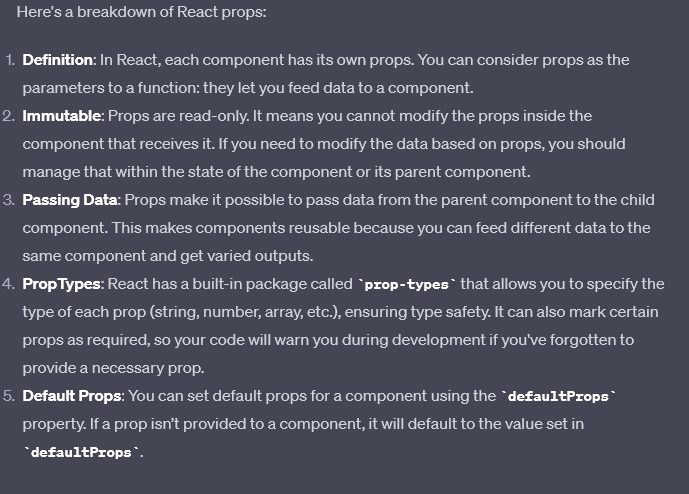 Here's a breakdown of React props:
1. Definition: In React, each component has its own props. You can consider props as the
parameters to a function: they let you feed data to a component.
2. Immutable: Props are read-only. It means you cannot modify the props inside the
component that receives it. If you need to modify the data based on props, you should
manage that within the state of the component or its parent component.
3. Passing Data: Props make it possible to pass data from the parent component to the child
component. This makes components reusable because you can feed different data to the
same component and get varied outputs.
4. PropTypes: React has a built-in package called `prop-types` that allows you to specify the
type of each prop (string, number, array, etc.), ensuring type safety. It can also mark certain
props as required, so your code will warn you during development if you've forgotten to
provide a necessary prop.
5. Default Props: You can set default props for a component using the `defaultProps`
property. If a prop isn't provided to a component, it will default to the value set in
`defaultProps`.